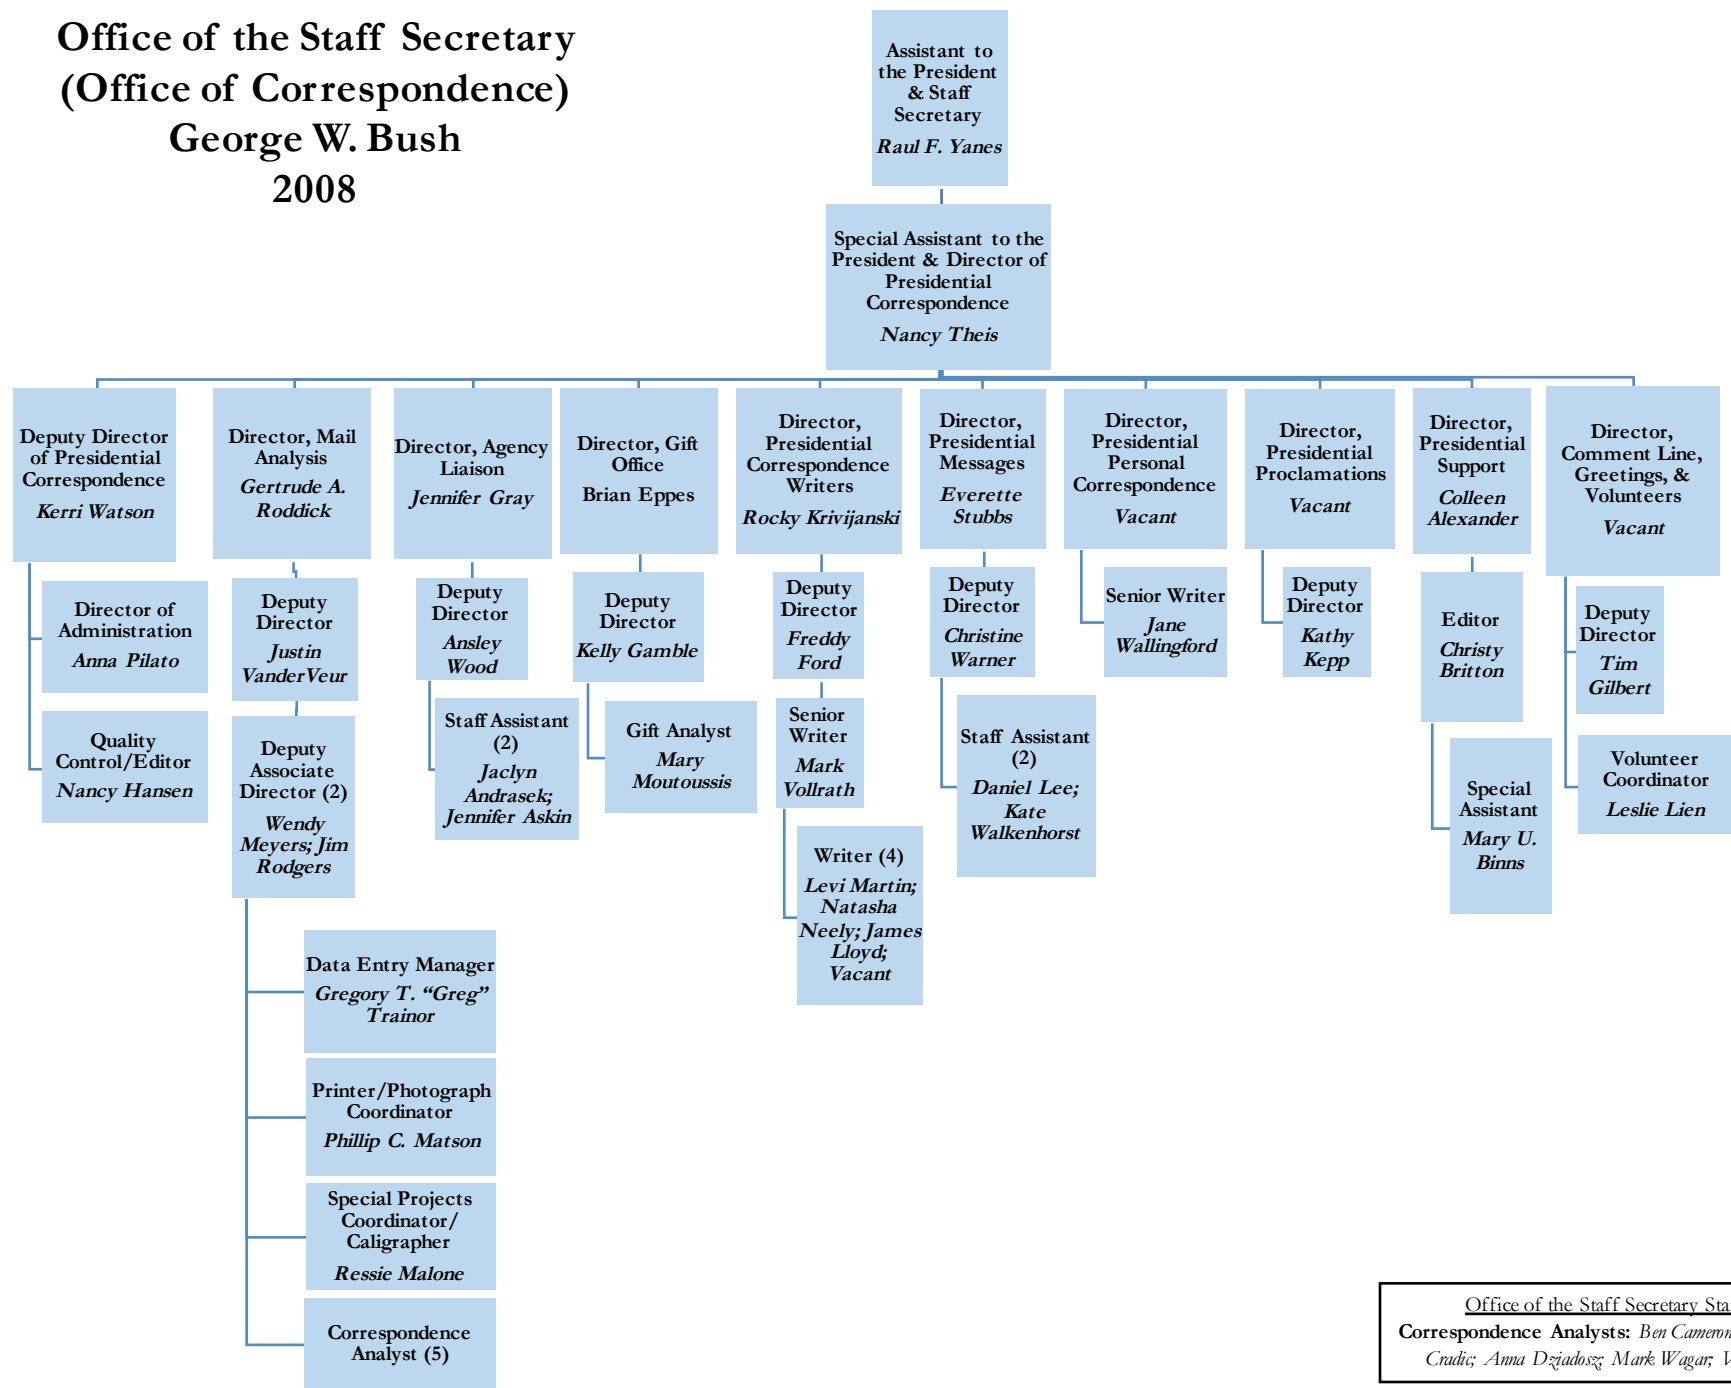 Office of the Staff Secretary
(Office of Correspondence)
George W. Bush
2008
Assistant to
the President
& Staff
Secretary
Raul F. Yanes
Special Assistant to the
President & Director of
Presidential
Correspondence
Nancy Theis
Deputy Director
of Presidential
Correspondence
Kerri Watson
Director, Mail
Analysis
Gertrude A.
Roddick
Director, Agency
Liaison
Jennifer Gray
Director, Gift
Office
Brian Eppes
Director,
Presidential
Correspondence
Writers
Rocky Krivijanski
Director,
Presidential
Messages
Everette
Stubbs
Director,
Presidential
Personal
Correspondence
Vacant
Director,
Presidential
Proclamations
Vacant
Director,
Presidential
Support
Colleen
Alexander
Director,
Comment Line,
Greetings, &
Volunteers
Vacant
Director of
Administration
Anna Pilato
Quality
Control/Editor
Nancy Hansen
Deputy
Director
Justin
VanderVeur
Deputy
Associate
Director (2)
Wendy
Meyers; Jim
Rodgers
Data Entry Manager
Gregory T. “Greg”
Trainor
Printer/Photograph
Coordinator
Phillip C. Matson
Special Projects
Coordinator/
Caligrapher
Ressie Malone
Correspondence
Analyst (5)
Deputy
Director
Ansley
Wood
Staff Assistant
(2)
Jaclyn
Andrasek;
Jennifer Askin
Deputy
Director
Kelly Gamble
Gift Analyst
Mary
Moutoussis
Deputy
Director
Freddy
Ford
Senior
Writer
Mark
Vollrath
Writer (4)
Levi Martin;
Natasha
Neely; James
Lloyd;
Vacant
Deputy
Director
Christine
Warner
Staff Assistant
(2)
Daniel Lee;
Kate
Walkenhorst
Senior Writer
Jane
Wallingford
Deputy
Director
Kathy
Kepp
Editor
Christy
Britton
Special
Assistant
Mary U.
Binns
Deputy
Director
Tim
Gilbert
Volunteer
Coordinator
Leslie Lien
Office of the Staff Secretary
Correspondence Analysts: Ben Cameron
Cradic; Anna Dziadosz; Mark Wagar;